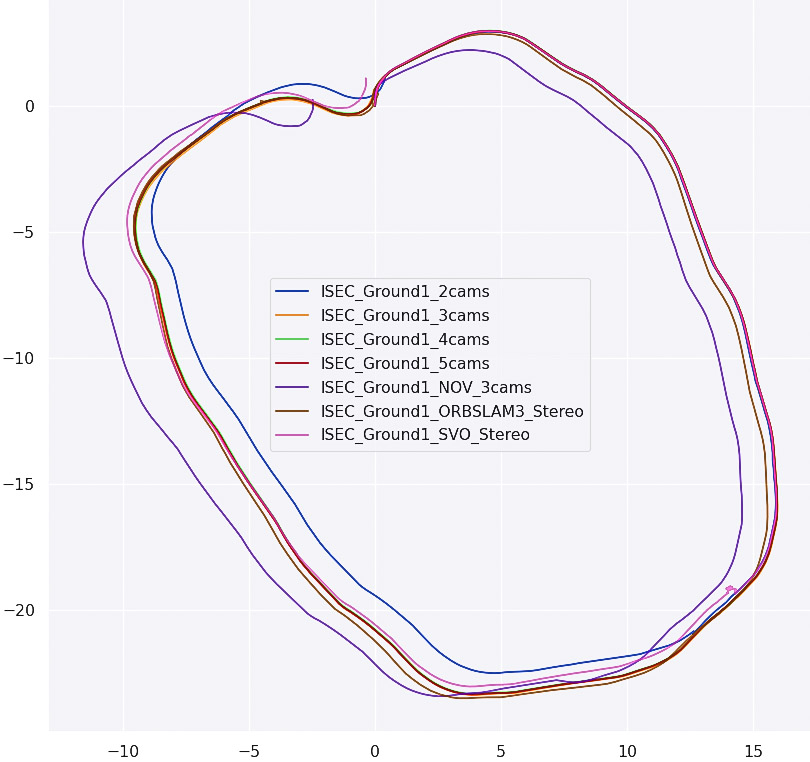 0
−5
−10
−15
−20
ISEC_Ground1_2cams
ISEC_Ground1_3cams
ISEC_Ground1_4cams
ISEC_Ground1_5cams
ISEC_Ground1_NOV_3cams
ISEC_Ground1_ORBSLAM3_Stereo
ISEC_Ground1_SVO_Stereo
−10 −5 0 5 10 15